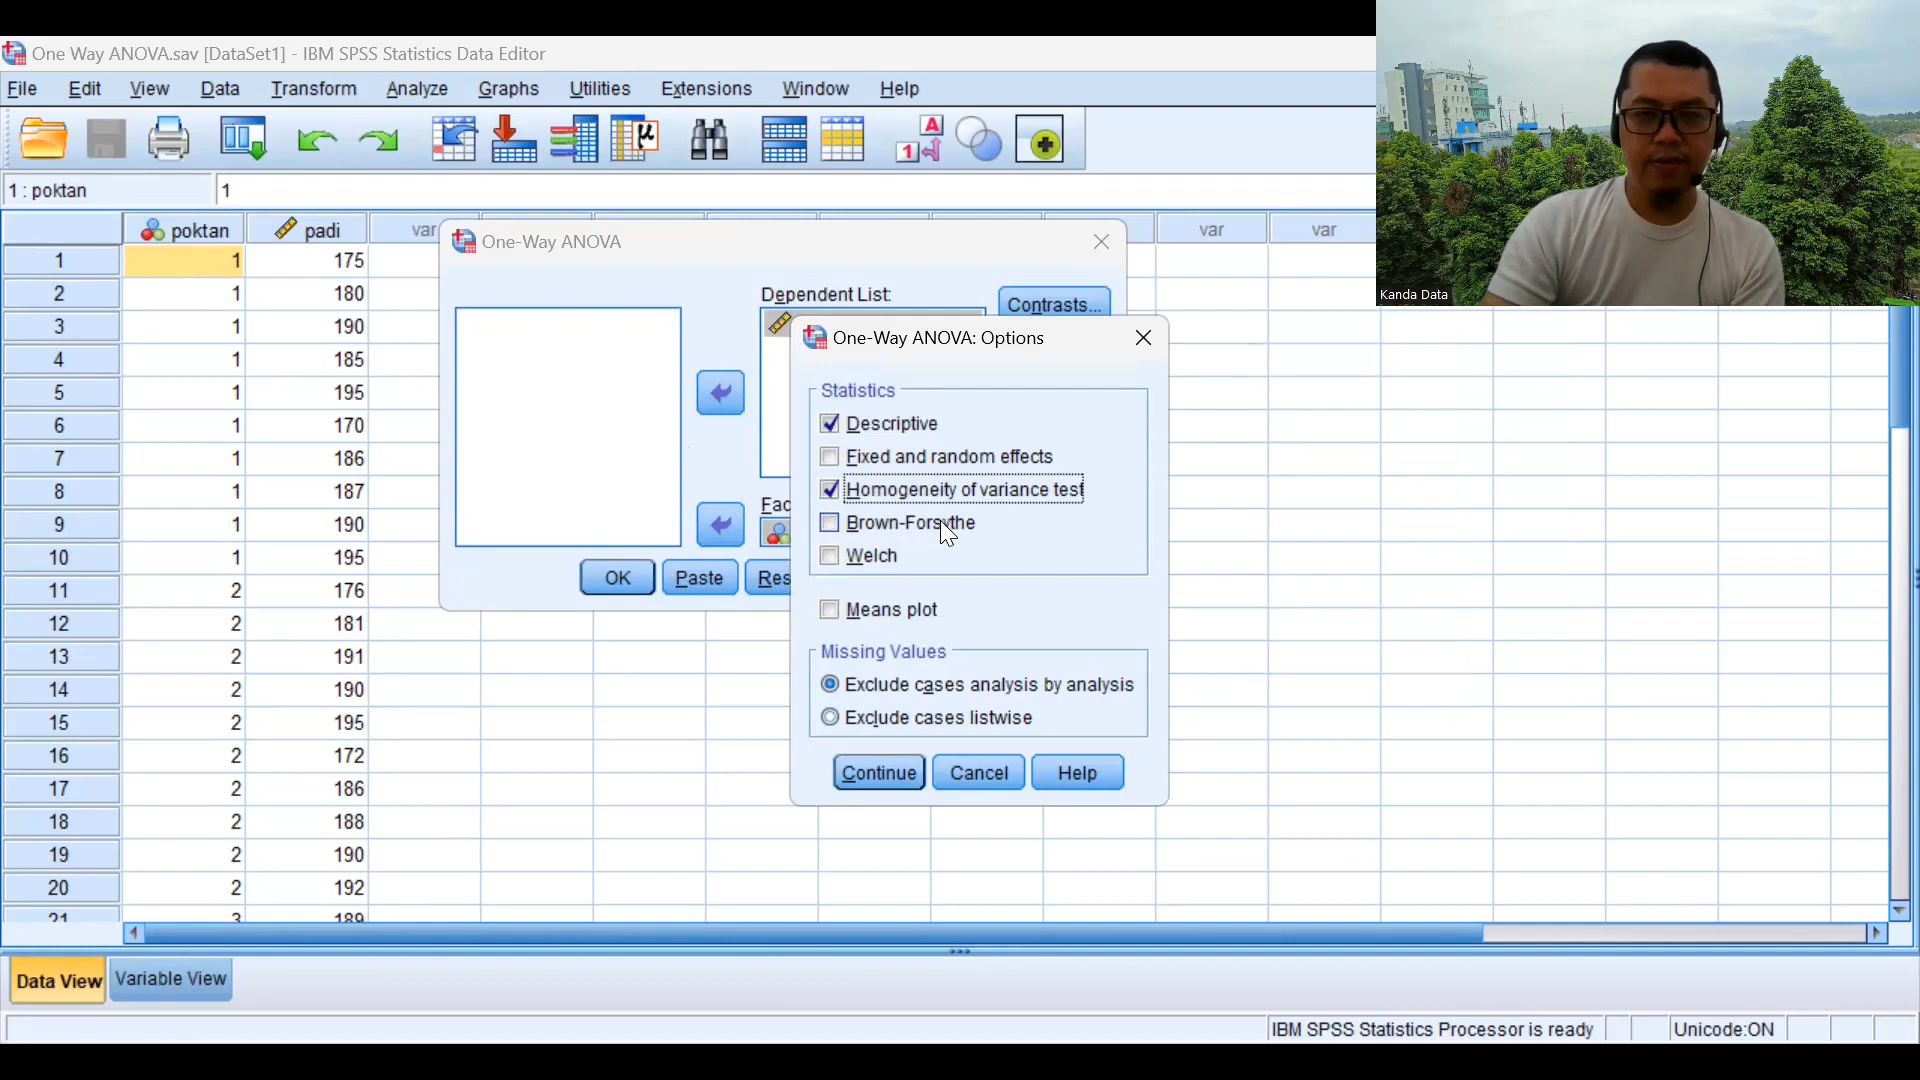 One Way ANOVA.sav [DataSet1] - IBM SPSS Statistics Data Editor
File Edit View Data Transform Analyze Graphs Utilities Extensions Window Help
1 : poktan 1
poktan padi var var var
1 1 175
2 1 180
3 1 190
4 1 185
5 1 195
6 1 170
7 1 186
8 1 187
9 1 190
10 1 195
11 2 176
12 2 181
13 2 191
14 2 190
15 2 195
16 2 172
17 2 186
18 2 188
19 2 190
20 2 192
21 3 189
One-Way ANOVA
Dependent List:
Contrasts...
OK Paste
One-Way ANOVA: Options
Statistics
Descriptive
Fixed and random effects
Homogeneity of variance test
Brown-Forsythe
Welch
Means plot
Missing Values
Exclude cases analysis by analysis
Exclude cases listwise
Continue Cancel Help
Kanda Data
Data View Variable View
IBM SPSS Statistics Processor is ready Unicode:ON